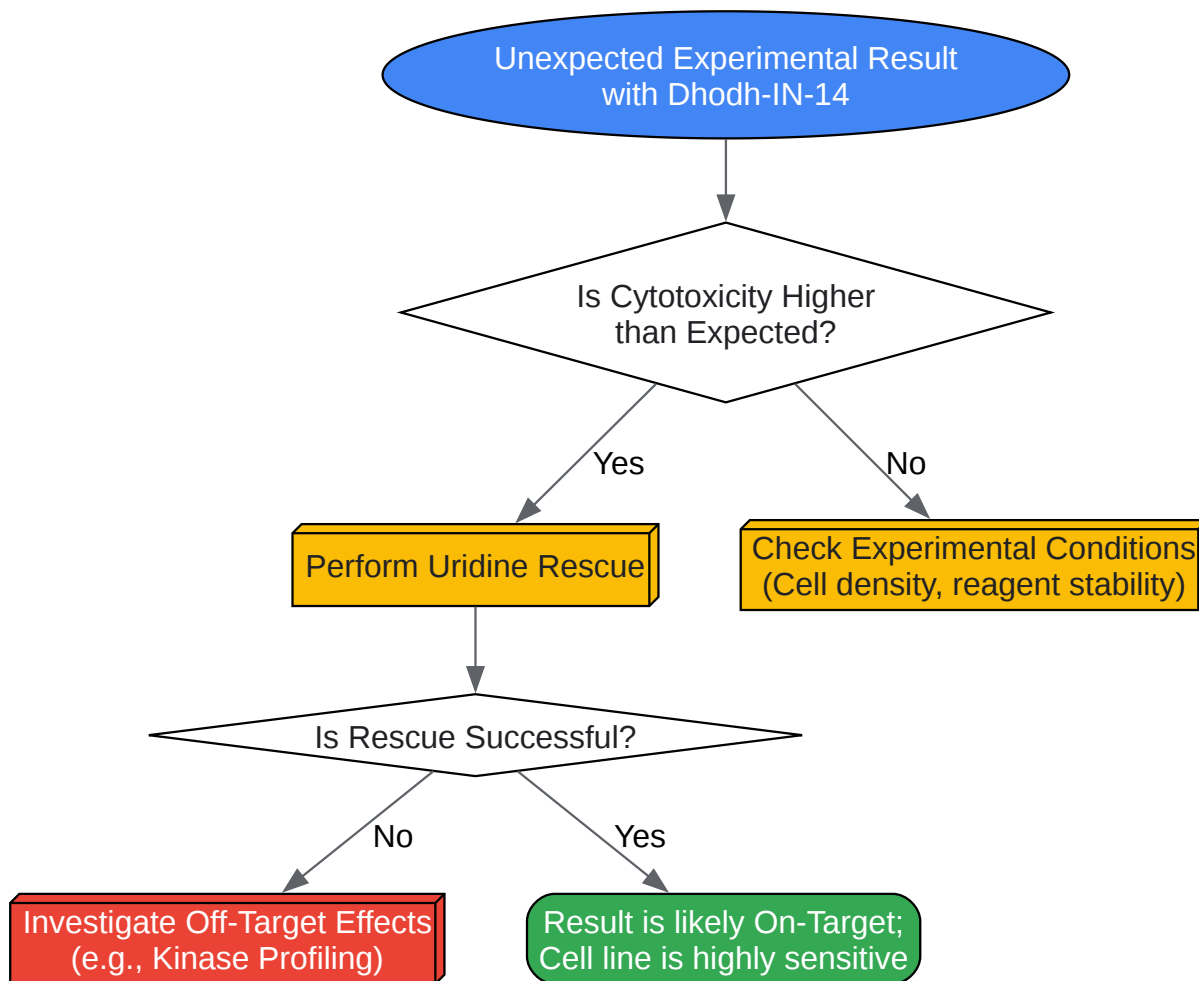 Unexpected Experimental Result
with Dhodh-IN-14
Is Cytotoxicity Higher
than Expected?
Yes
No
Perform Uridine Rescue
Check Experimental Conditions
(Cell density, reagent stability)
Is Rescue Successful?
No
Yes
Investigate Off-Target Effects
(e.g., Kinase Profiling)
Result is likely On-Target;
Cell line is highly sensitive